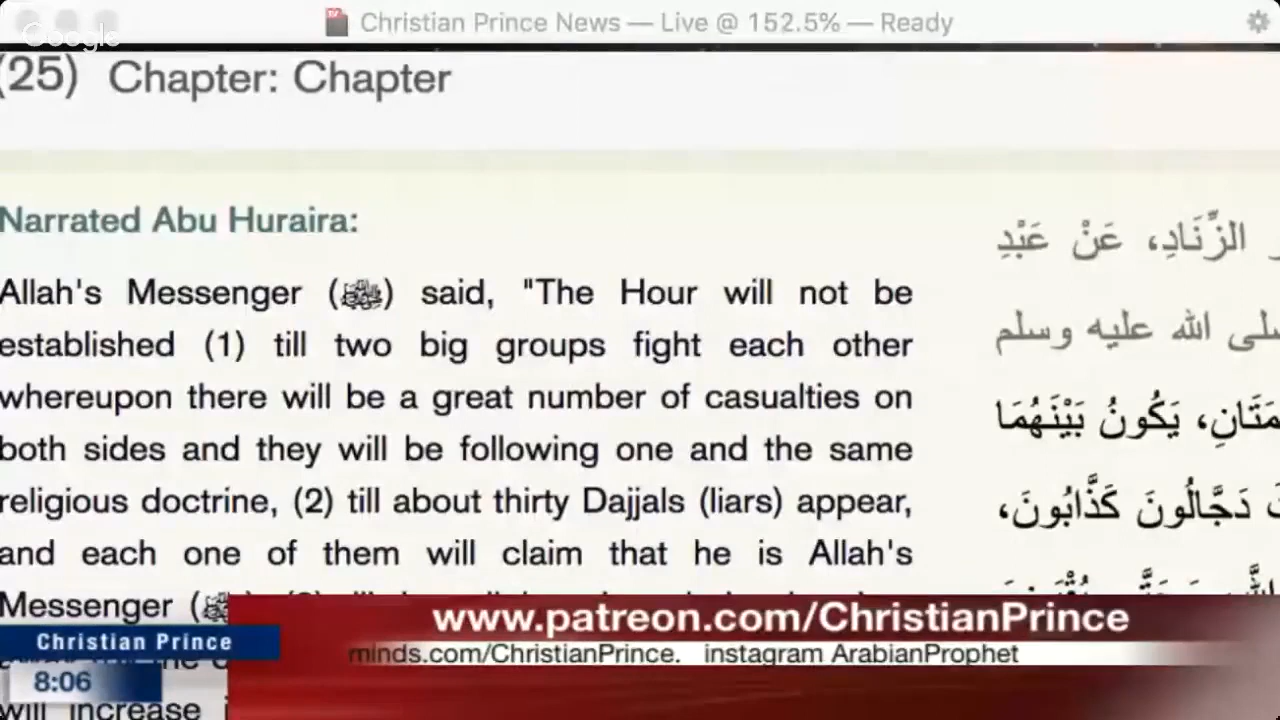 Christian Prince News — Live @ 152.5% — Ready
Google
(25) Chapter: Chapter
Narrated Abu Huraira:
الزِّنَادِ، عَنْ عَبْدِ
Allah's Messenger (ﷺ) said, "The Hour will not be
الله عليه وسلم
established (1) till two big groups fight each other
whereupon there will be a great number of casualties on
يَكُونُ بَيْنَهُمَا
both sides and they will be following one and the same
religious doctrine, (2) till about thirty Dajjals (liars) appear,
دَجَّالُونَ كَذَّابُونَ،
and each one of them will claim that he is Allah's
Messenger
www.patreon.com/ChristianPrince
Christian Prince
minds.com/ChristianPrince. instagram ArabianProphet
8:06
will increase